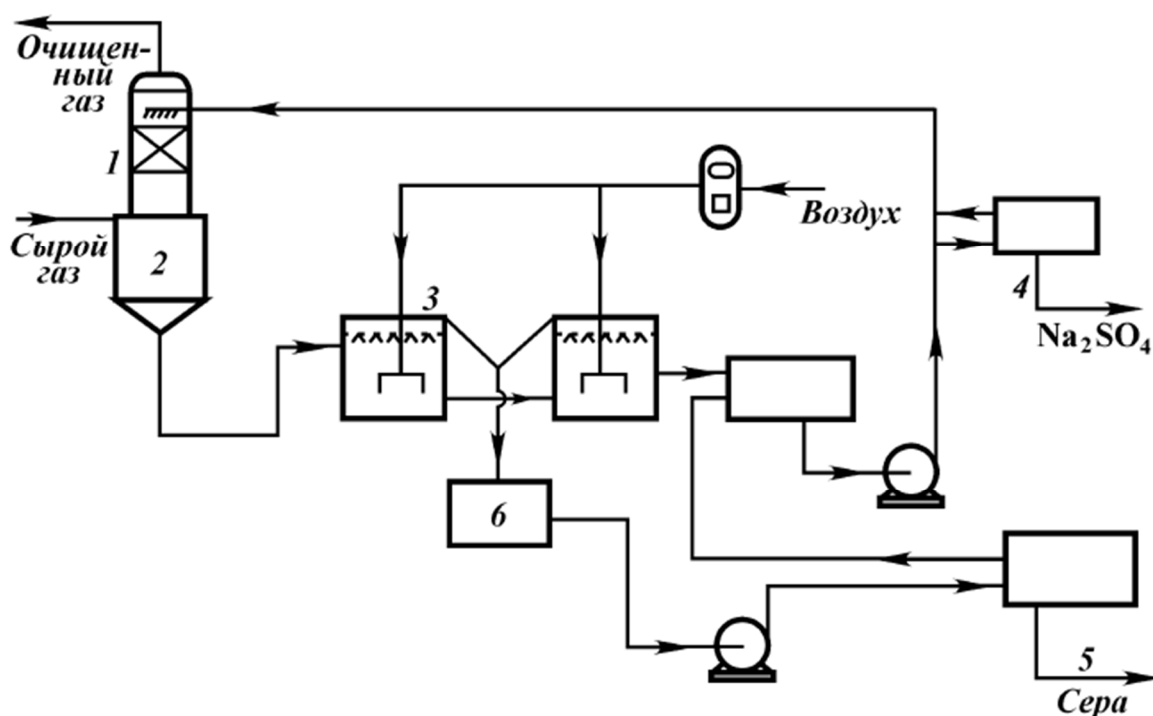 Очищен-
ный
газ
1
Сырой
газ
2
3
Воздух
4
Na₂SO₄
6
5
Сера